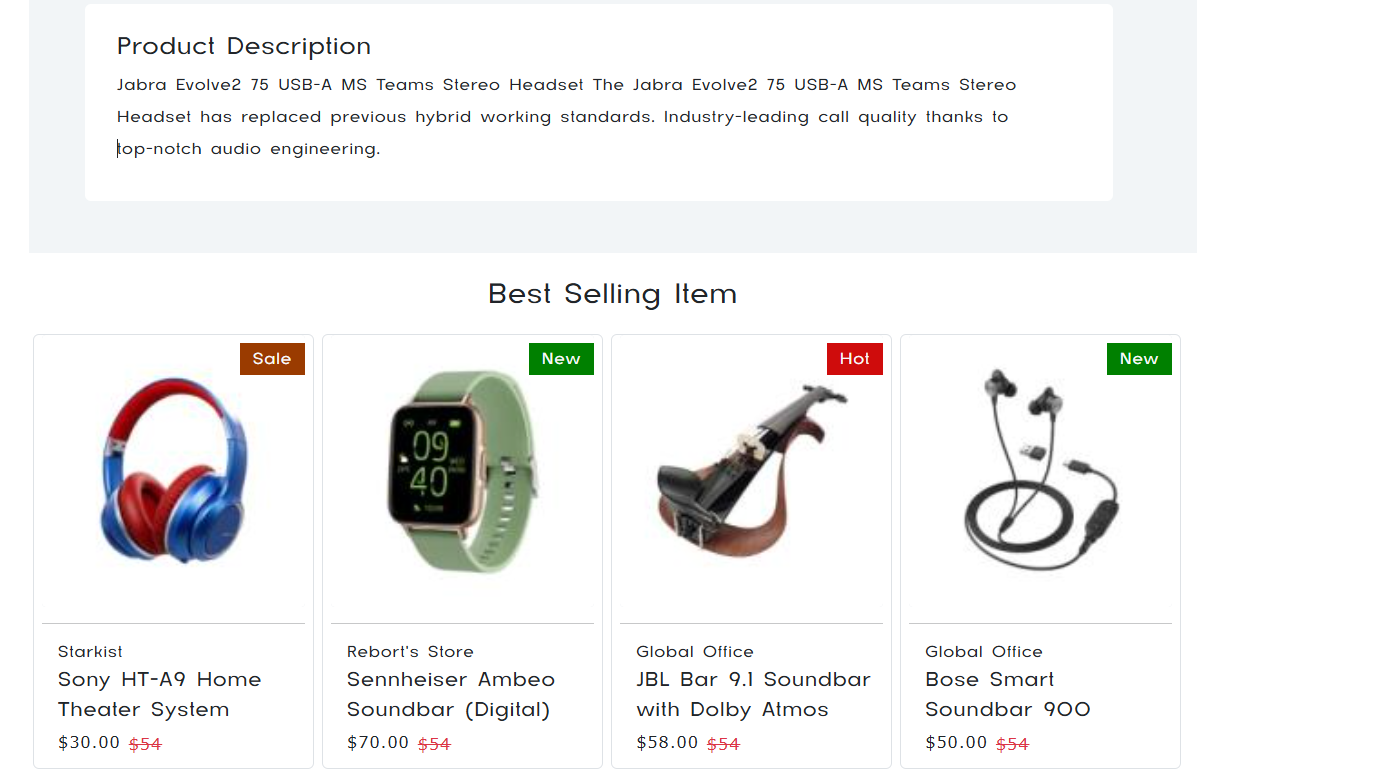 Product Description
Jabra Evolve2 75 USB-A MS Teams Stereo Headset The Jabra Evolve2 75 USB-A MS Teams Stereo
Headset has replaced previous hybrid working standards. Industry-leading call quality thanks to
top-notch audio engineering.
Best Selling Item
Sale
New
Hot
New
09
40
Starkist
Sony HT-A9 Home
Theater System
$30.00 $54
Rebort's Store
Sennheiser Ambeo
Soundbar (Digital)
$70.00 $54
Global Office
JBL Bar 9.1 Soundbar
with Dolby Atmos
$58.00 $54
Global Office
Bose Smart
Soundbar 900
$50.00 $54